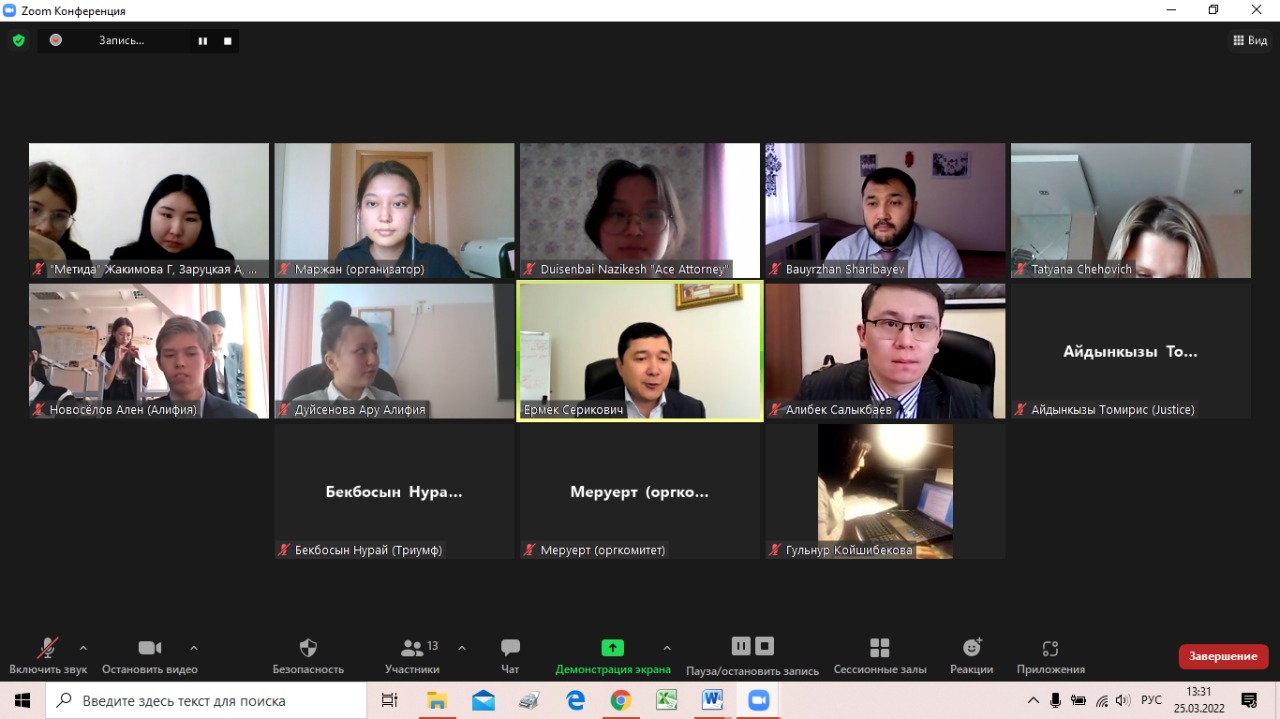 Zoom Конференция
Запись...
Вид
"Метида" Жакимова Г, Заруцкая А, ...
Маржан (организатор)
Duisenbai Nazikesh "Ace Attorney"
Bauyrzhan Sharibayev
Tatyana Chehovich
Новосёлов Ален (Алифия)
Дуйсенова Ару Алифия
Ермек Серикович
Алибек Салыкбаев
Айдынкызы То...
Айдынкызы Томирис (Justice)
Бекбосын Нура...
Бекбосын Нурай (Триумф)
Меруерт (оргко...
Меруерт (оргкомитет)
Гульнур Койшибекова
Включить звук
Остановить видео
Безопасность
13
Участники
Чат
Демонстрация экрана
Пауза/остановить запись
Сессионные залы
Реакции
Приложения
Завершение
Введите здесь текст для поиска
РУС
13:31
25.03.2022